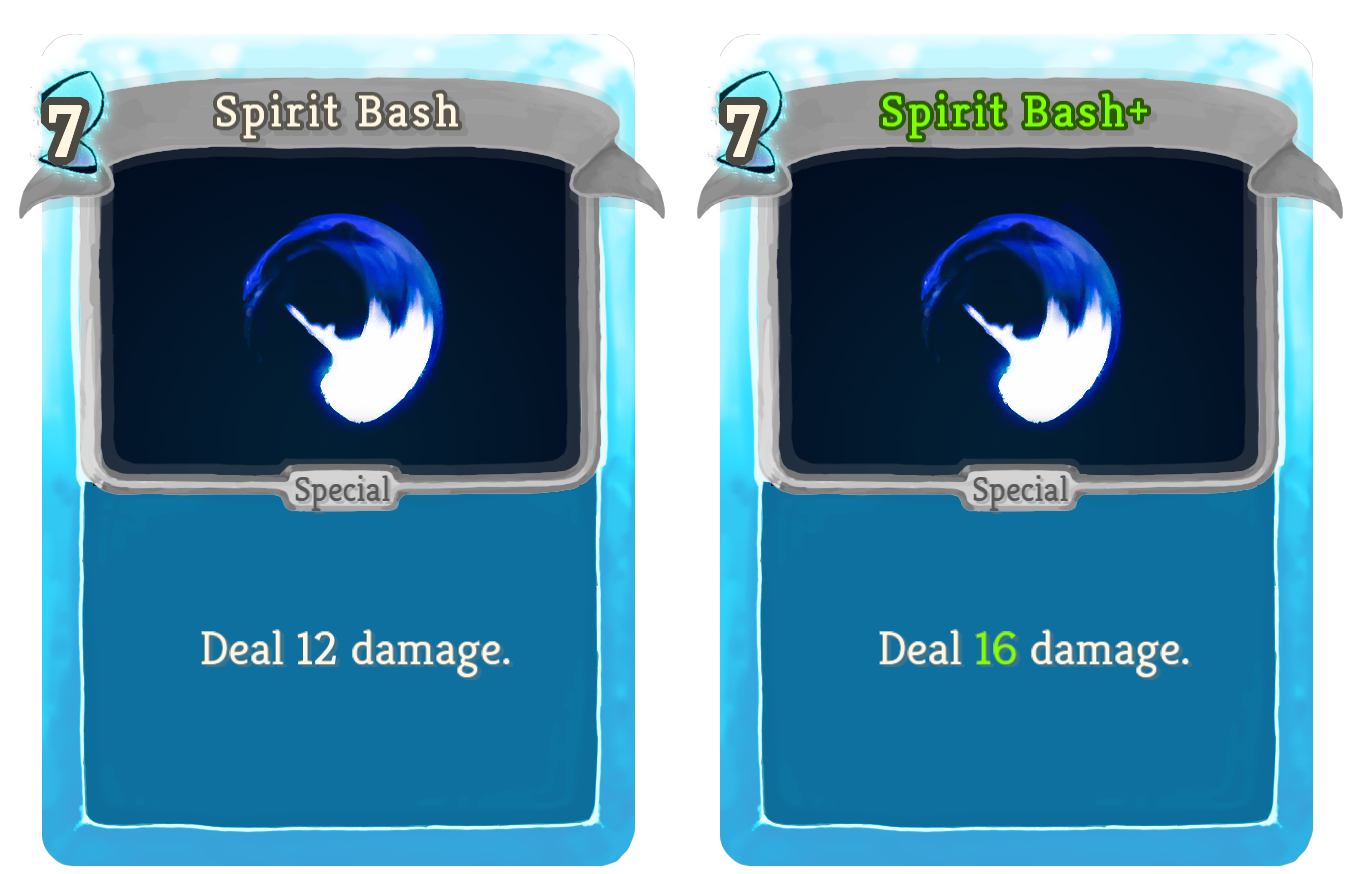 7
Spirit Bash
Special
Deal 12 damage.
7
Spirit Bash+
Special
Deal 16 damage.